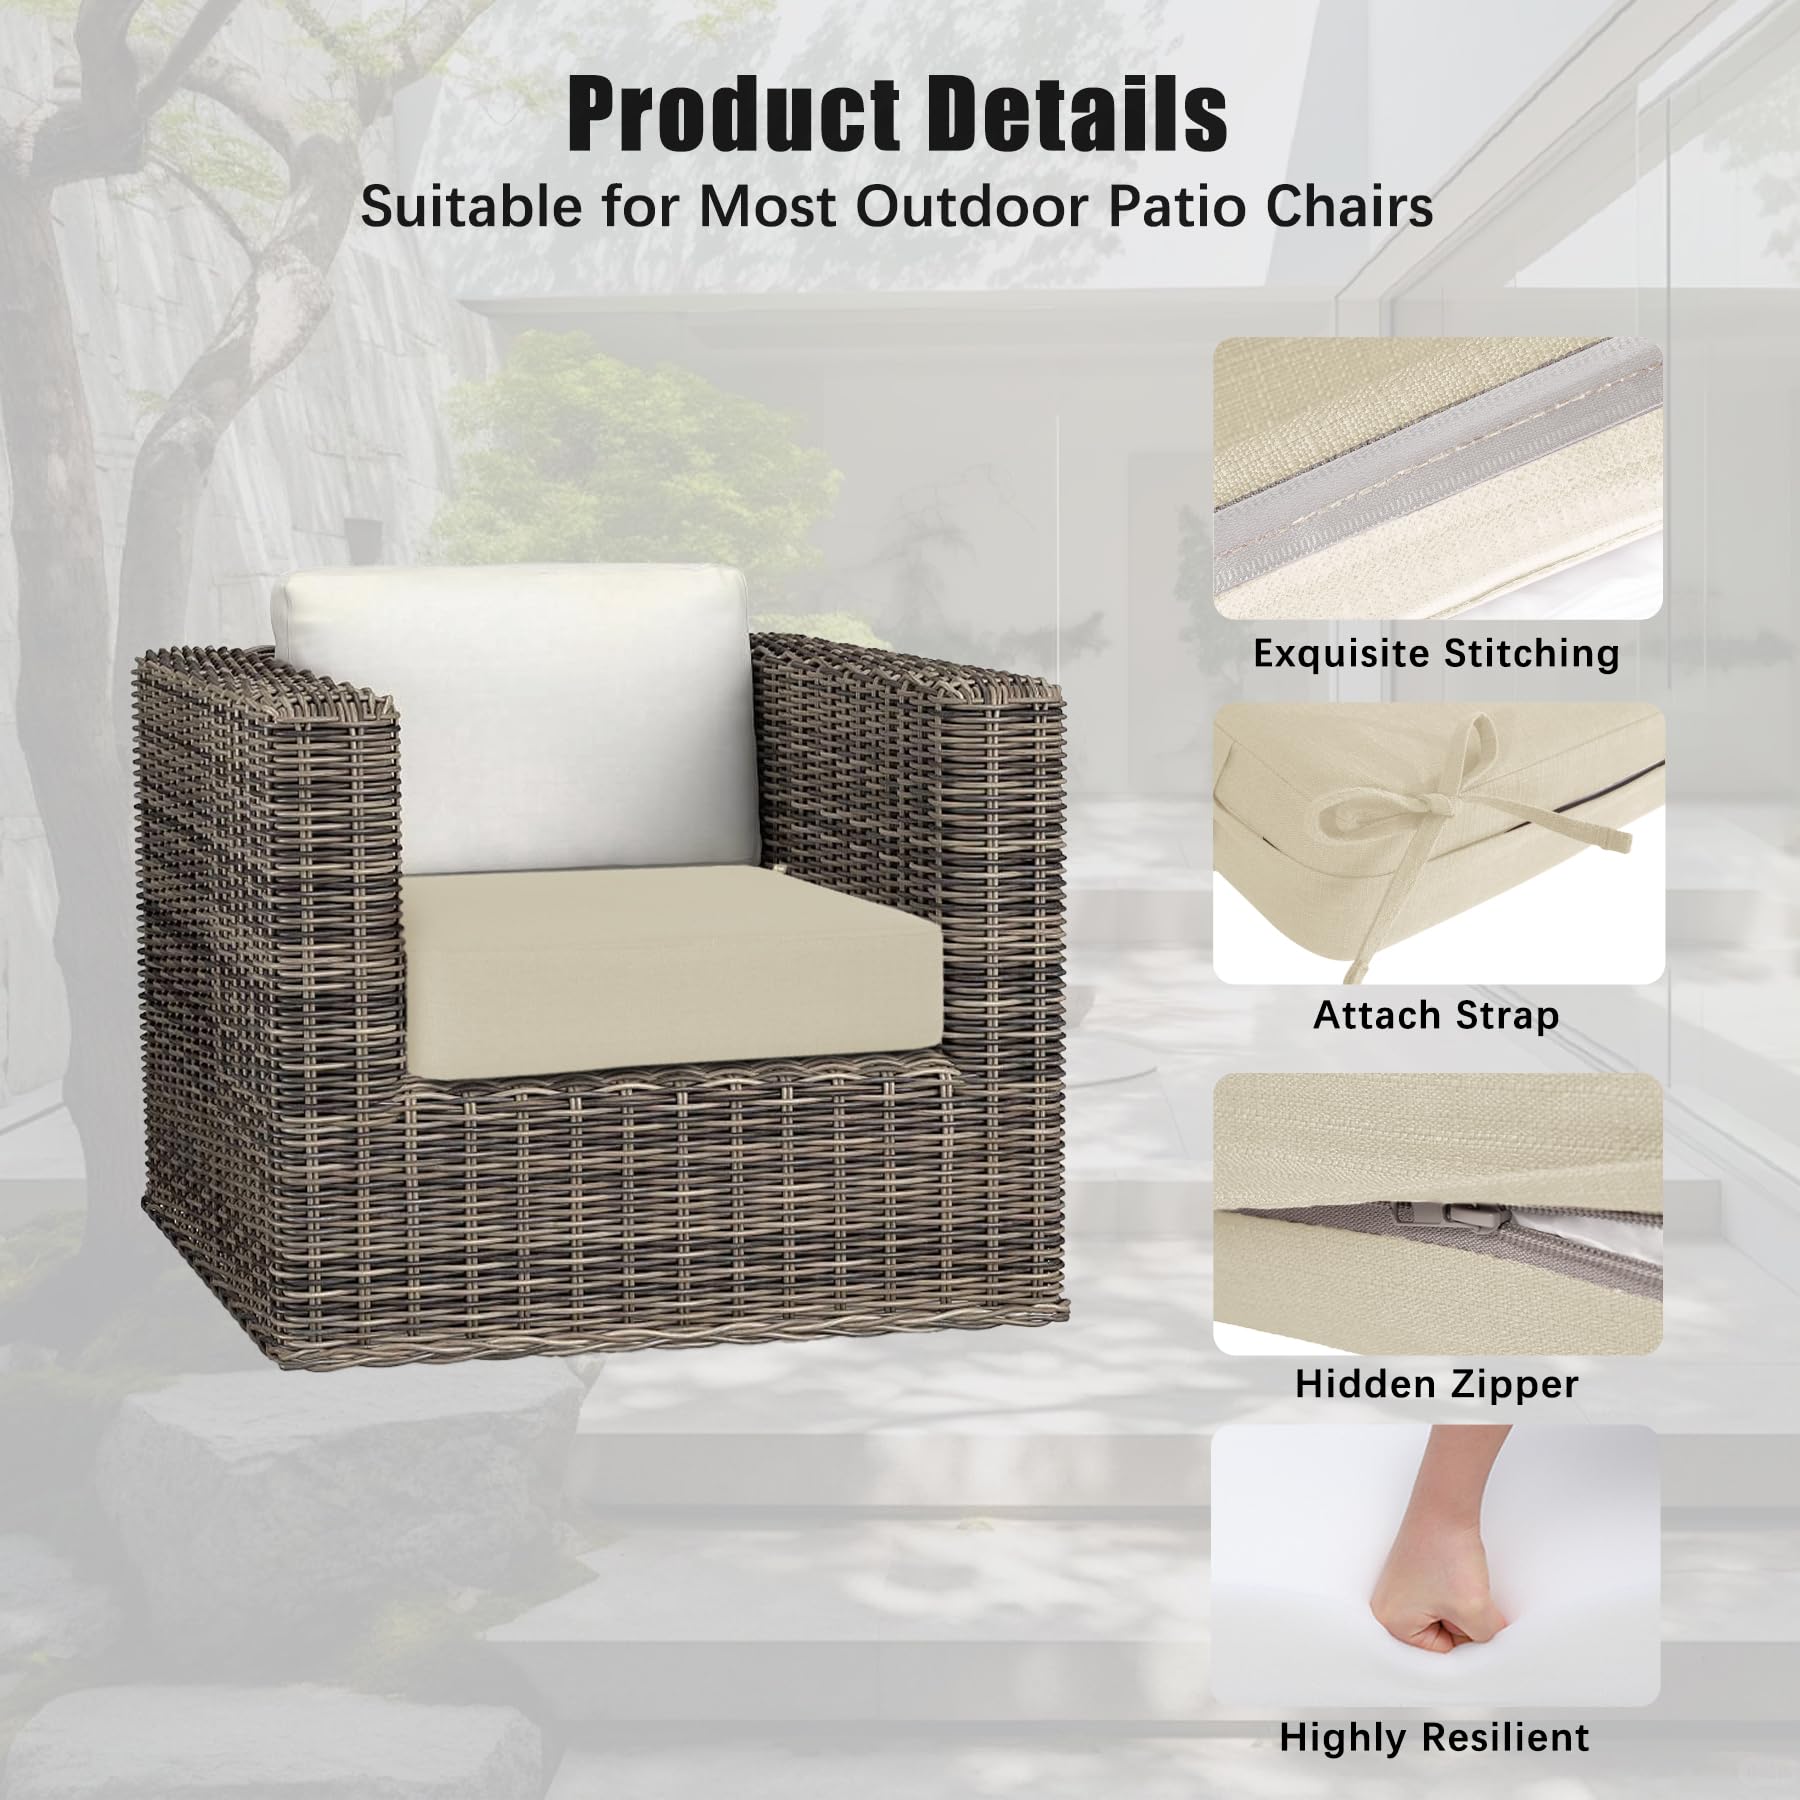 Product Details
Suitable for Most Outdoor Patio Chairs
Exquisite Stitching
Attach Strap
Hidden Zipper
Highly Resilient